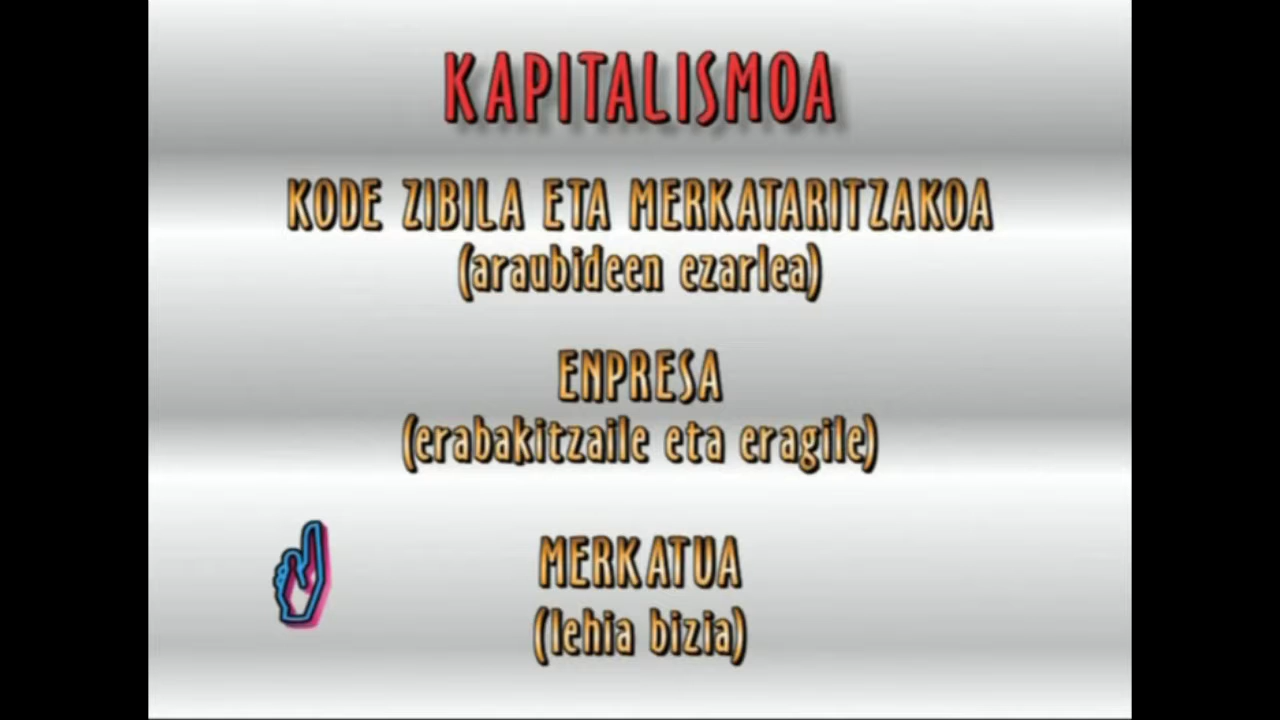 KAPITALISMOA
KODE ZIBILA ETA MERKATARITZAKOA
(araubideen ezarlea)
ENPRESA
(erabakitzaile eta eragile)
MERKATUA
(lehia bizia)